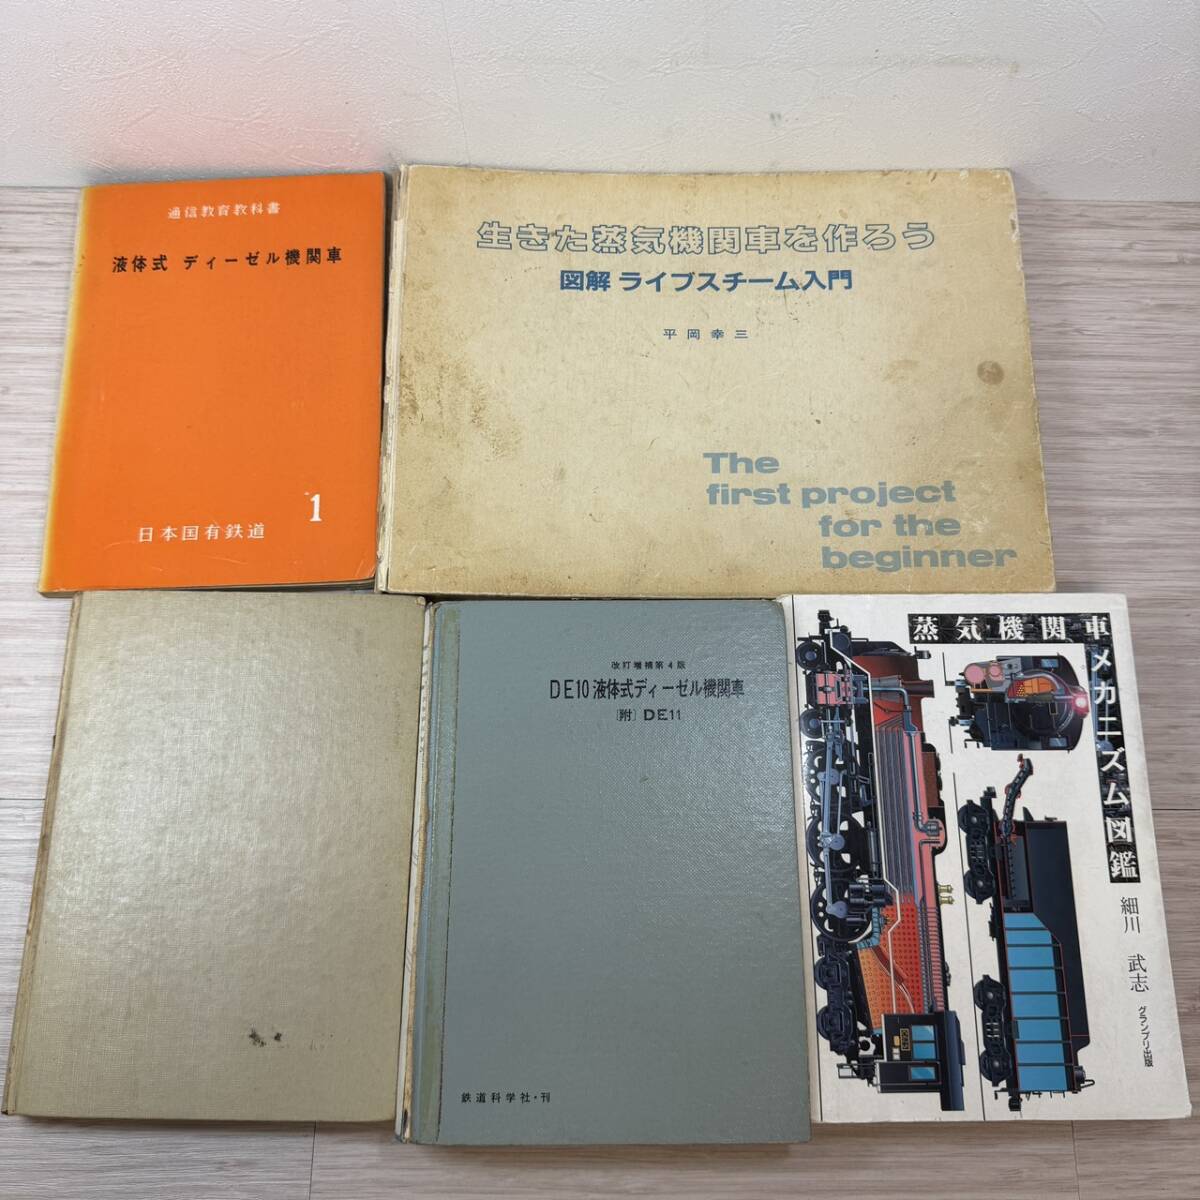 通信教育教科書
液体式 ディーゼル機関車
1
日本国有鉄道
生きた蒸気機関車を作ろう
図解 ライブスチーム入門
平岡幸三
The
first project
for the
beginner
改訂増補第4版
DE10液体式ディーゼル機関車
〔附〕DE11
鉄道科学社・刊
蒸気機関車
メカニズム図鑑
細川 武志
グランプリ出版